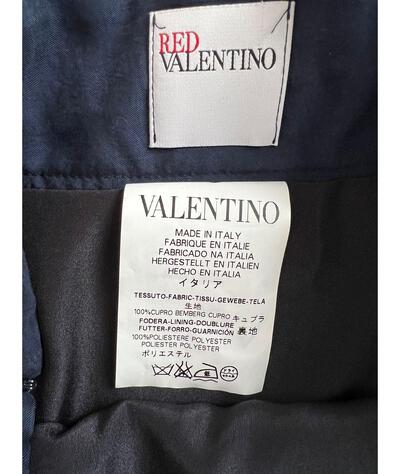 RED
VALENTINO
VALENTINO
MADE IN ITALY
FABRIQUE EN ITALIE
FABRICADO NA ITALIA
HERGESTELLT EN ITALIEN
HECHO EN ITALIA
イタリア
TESSUTO-FABRIC-TISSU-GEWEBE-TELA
生地
100%CUPRO BEMBERG CUPRO キュプラ
FODERA-LINING-DOUBLURE
FUTTER-FORRO-GUARNICIÓN 裏地
100%POLIESTERE POLYESTER
POLIESTER POLYESTER
ポリエステル